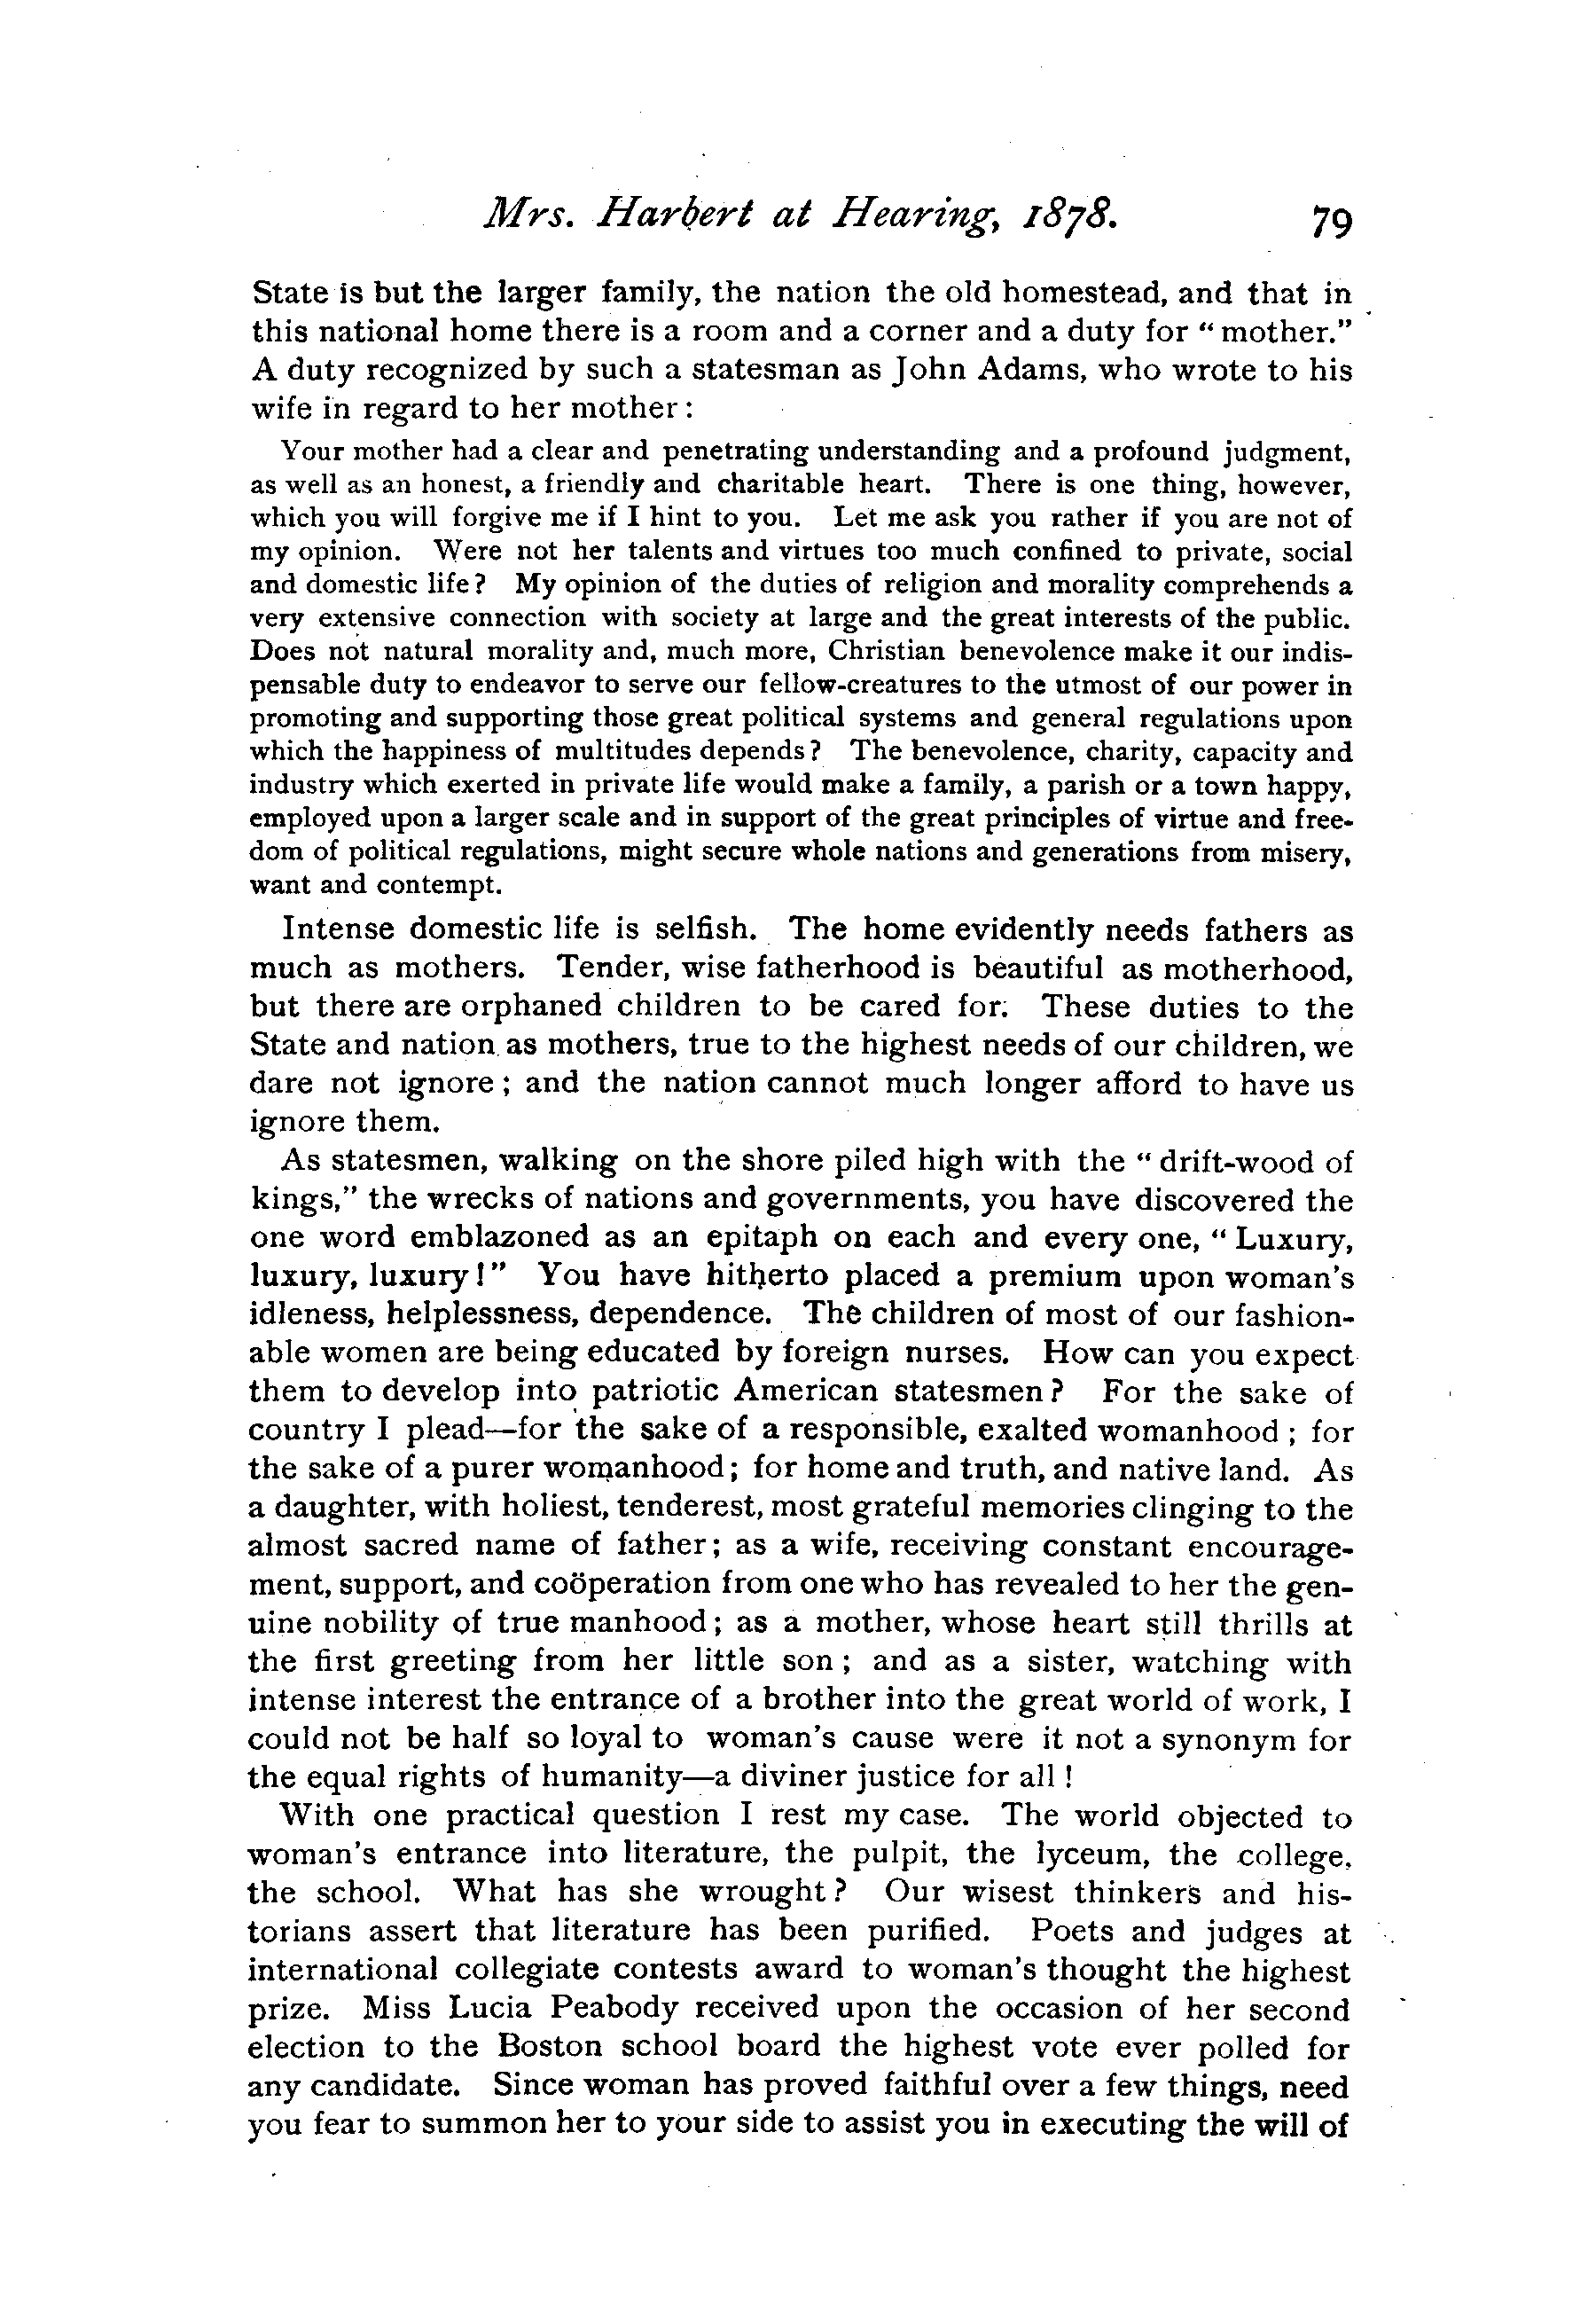 Mrs. Harbert at Hearing, 1878. 79
State is but the larger family, the nation the old homestead, and that in
this national home there is a room and a corner and a duty for “mother.”
A duty recognized by such a statesman as John Adams, who wrote to his
wife in regard to her mother:
Your mother had a clear and penetrating understanding and a profound judgment,
as well as an honest, a friendly and charitable heart. There is one thing, however,
which you will forgive me if I hint to you. Let me ask you rather if you are not of
my opinion. Were not her talents and virtues too much confined to private, social
and domestic life? My opinion of the duties of religion and morality comprehends a
very extensive connection with society at large and the great interests of the public.
Does not natural morality and, much more, Christian benevolence make it our indis-
pensable duty to endeavor to serve our fellow-creatures to the utmost of our power in
promoting and supporting those great political systems and general regulations upon
which the happiness of multitudes depends? The benevolence, charity, capacity and
industry which exerted in private life would make a family, a parish or a town happy,
employed upon a larger scale and in support of the great principles of virtue and free-
dom of political regulations, might secure whole nations and generations from misery,
want and contempt.
Intense domestic life is selfish. The home evidently needs fathers as
much as mothers. Tender, wise fatherhood is beautiful as motherhood,
but there are orphaned children to be cared for. These duties to the
State and nation as mothers, true to the highest needs of our children, we
dare not ignore; and the nation cannot much longer afford to have us
ignore them.
As statesmen, walking on the shore piled high with the “drift-wood of
kings,” the wrecks of nations and governments, you have discovered the
one word emblazoned as an epitaph on each and every one, “Luxury,
luxury, luxury!” You have hitherto placed a premium upon woman's
idleness, helplessness, dependence. The children of most of our fashion-
able women are being educated by foreign nurses. How can you expect
them to develop into patriotic American statesmen? For the sake of
country I plead—for the sake of a responsible, exalted womanhood; for
the sake of a purer womanhood; for home and truth, and native land. As
a daughter, with holiest, tenderest, most grateful memories clinging to the
almost sacred name of father; as a wife, receiving constant encourage-
ment, support, and coöperation from one who has revealed to her the gen-
uine nobility of true manhood; as a mother, whose heart still thrills at
the first greeting from her little son; and as a sister, watching with
intense interest the entrance of a brother into the great world of work, I
could not be half so loyal to woman's cause were it not a synonym for
the equal rights of humanity—a diviner justice for all!
With one practical question I rest my case. The world objected to
woman's entrance into literature, the pulpit, the lyceum, the college,
the school. What has she wrought? Our wisest thinkers and his-
torians assert that literature has been purified. Poets and judges at
international collegiate contests award to woman's thought the highest
prize. Miss Lucia Peabody received upon the occasion of her second
election to the Boston school board the highest vote ever polled for
any candidate. Since woman has proved faithful over a few things, need
you fear to summon her to your side to assist you in executing the will of